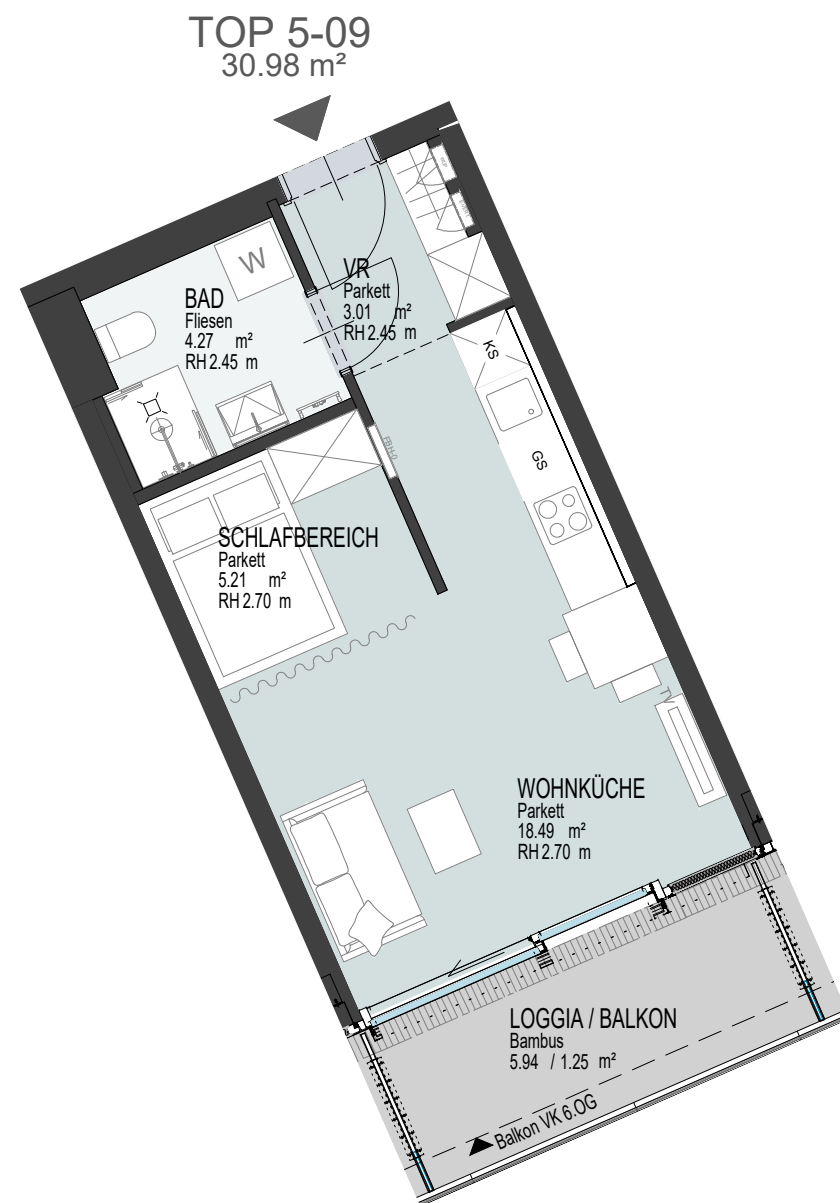 TOP 5-09
30.98 m²
W
VR
Parkett
3.01 m²
RH 2.45 m
BAD
Fliesen
4.27 m²
RH 2.45 m
KS
GS
SCHLAFBEREICH
Parkett
5.21 m²
RH 2.70 m
TV
WOHNKÜCHE
Parkett
18.49 m²
RH 2.70 m
LOGGIA / BALKON
Bambus
5.94 / 1.25 m²
Balkon VK 6.OG